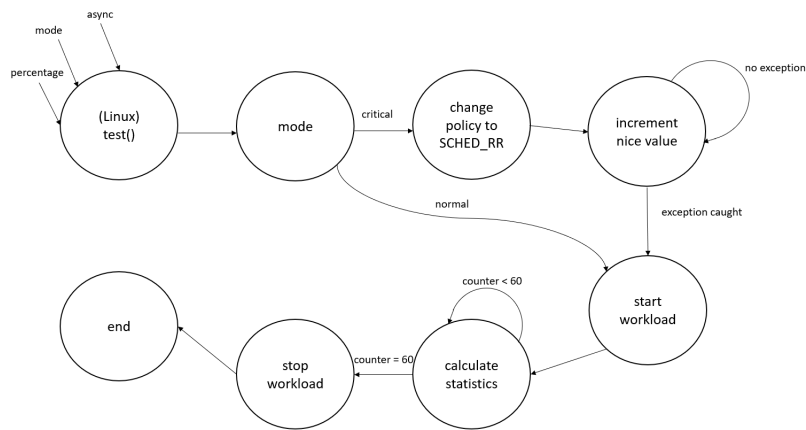 async
mode
percentage
(Linux)
test()
mode
critical
change
policy to
SCHED_RR
increment
nice value
no exception
normal
exception caught
start
workload
counter < 60
calculate
statistics
counter = 60
stop
workload
end